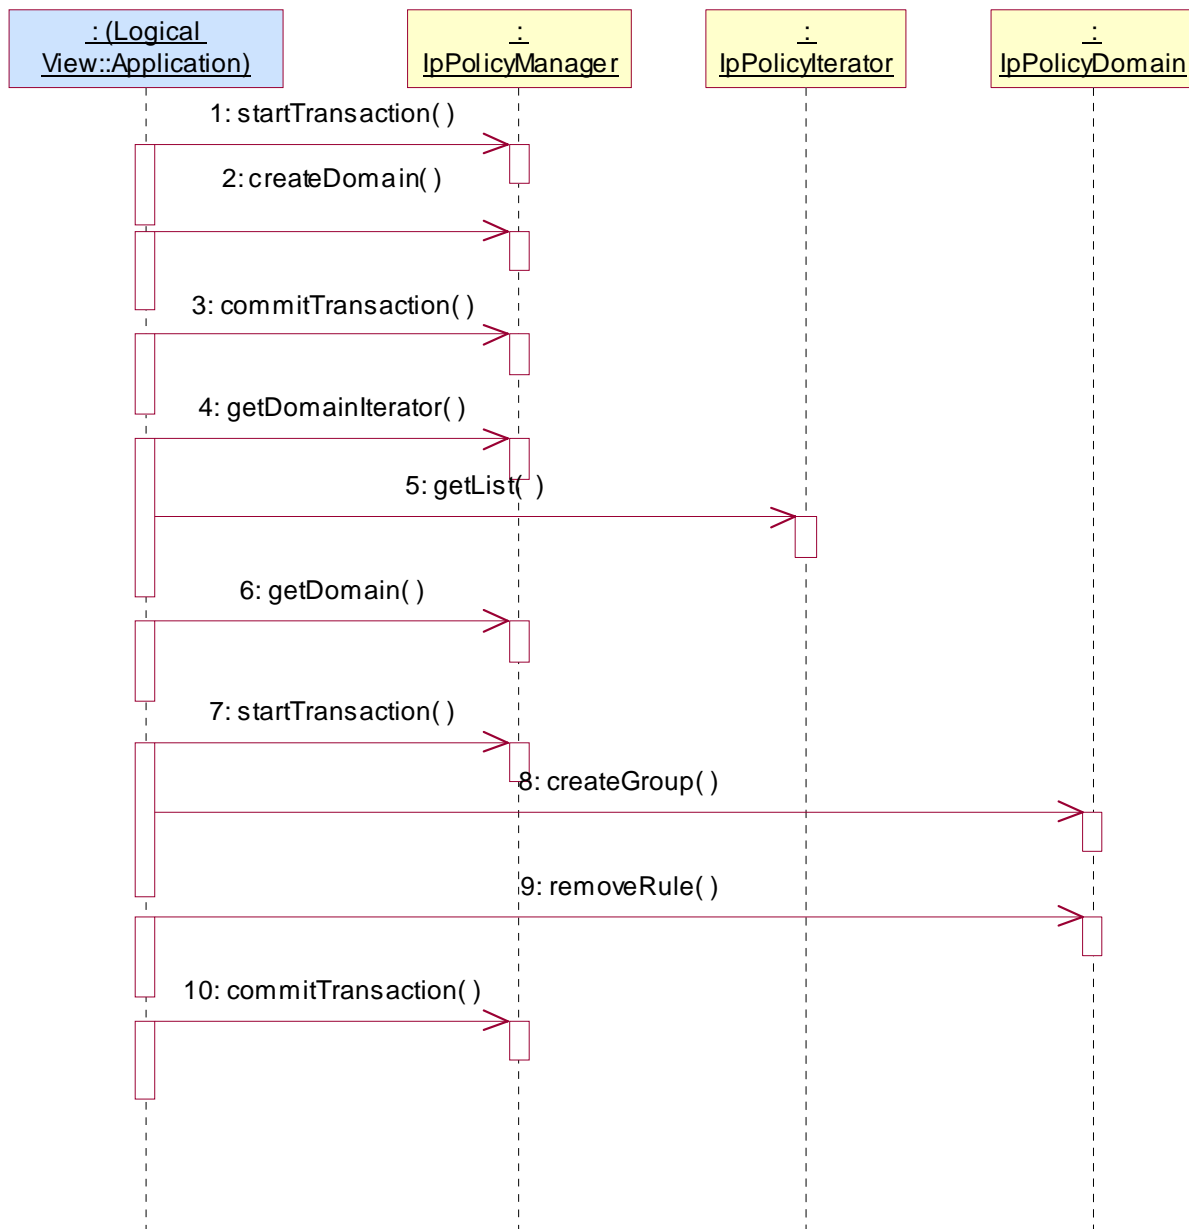 : (Logical
View::Application)
:
IpPolicyManager
:
IpPolicyIterator
:
IpPolicyDomain
1: startTransaction( )
2: createDomain( )
3: commitTransaction( )
4: getDomainIterator( )
5: getList( )
6: getDomain( )
7: startTransaction( )
8: createGroup( )
9: removeRule( )
10: commitTransaction( )